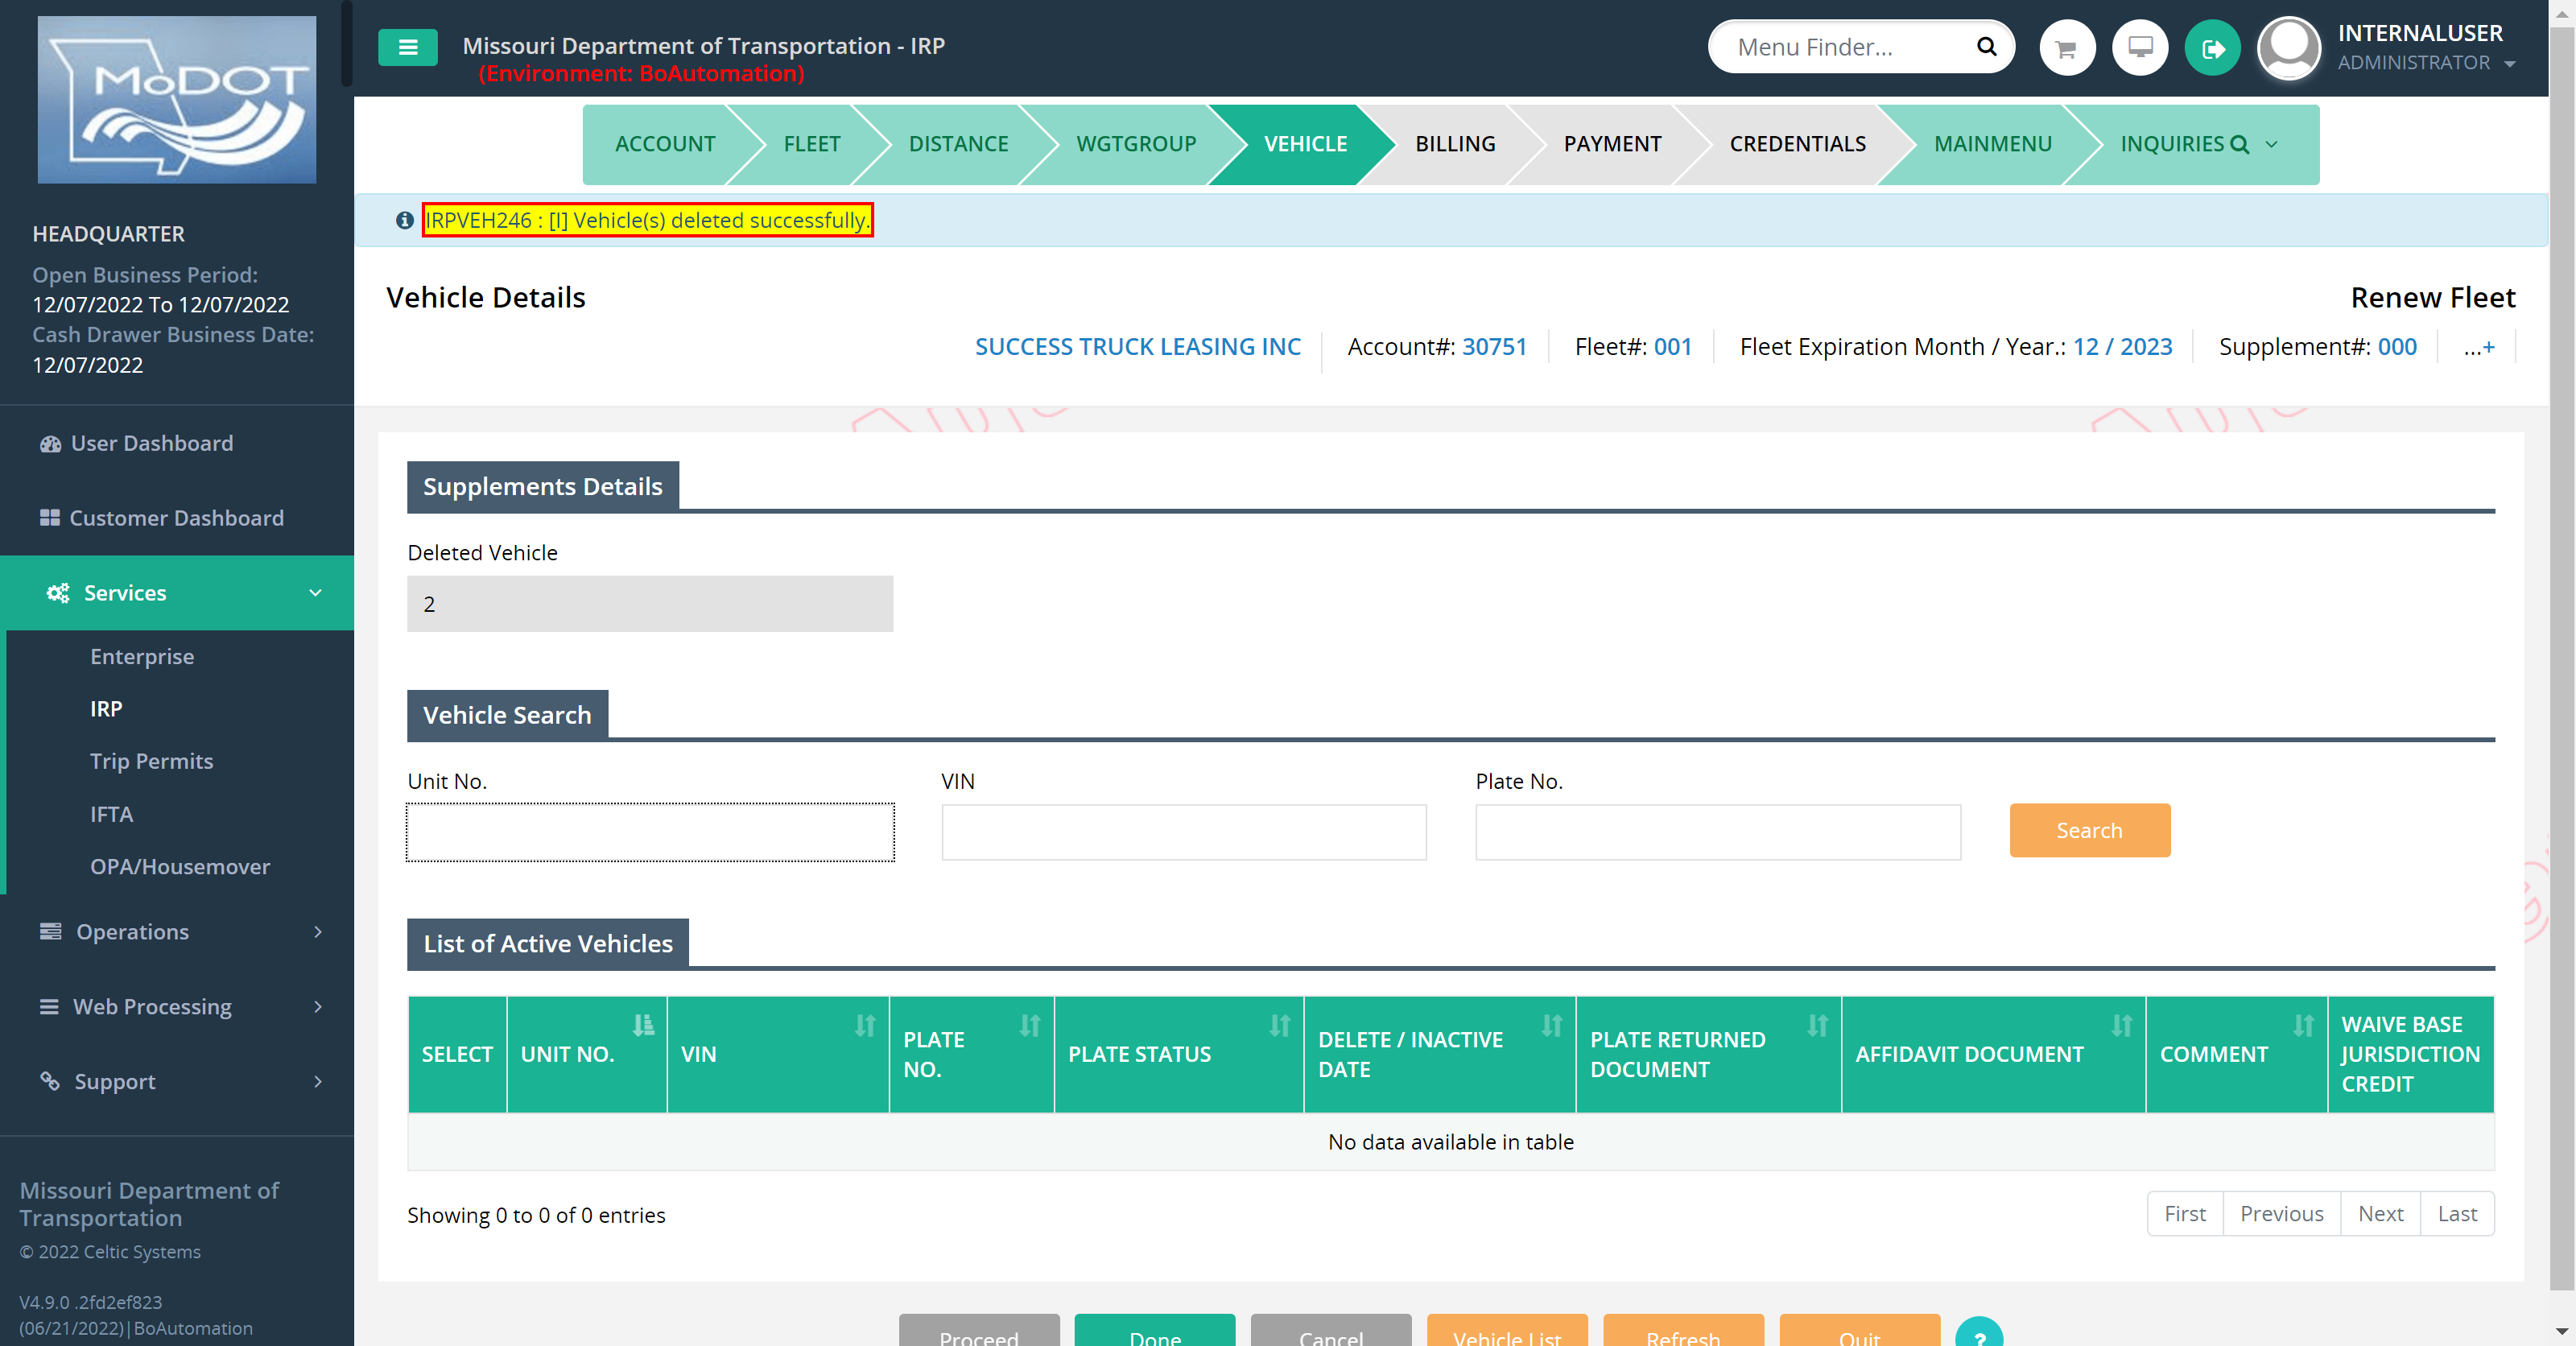 MoDOT
HEADQUARTER
Open Business Period:
12/07/2022 To 12/07/2022
Cash Drawer Business Date:
12/07/2022
User Dashboard
Customer Dashboard
Services
Enterprise
IRP
Trip Permits
IFTA
OPA/Housemover
Operations
Web Processing
Support
Missouri Department of
Transportation
© 2022 Celtic Systems
V4.9.0 .2fd2ef823
(06/21/2022)|BoAutomation
Missouri Department of Transportation - IRP
(Environment: BoAutomation)
Menu Finder...
INTERNALUSER
ADMINISTRATOR
ACCOUNT FLEET DISTANCE WGTGROUP VEHICLE BILLING PAYMENT CREDENTIALS MAINMENU INQUIRIES
IRPVEH246 : [I] Vehicle(s) deleted successfully.
Vehicle Details
Renew Fleet
SUCCESS TRUCK LEASING INC Account#: 30751 Fleet#: 001 Fleet Expiration Month / Year.: 12 / 2023 Supplement#: 000 ...+
Supplements Details
Deleted Vehicle
2
Vehicle Search
Unit No. VIN Plate No.
Search
List of Active Vehicles
SELECT UNIT NO. VIN PLATE NO. PLATE STATUS DELETE / INACTIVE DATE PLATE RETURNED DOCUMENT AFFIDAVIT DOCUMENT COMMENT WAIVE BASE JURISDICTION CREDIT
No data available in table
Showing 0 to 0 of 0 entries
First Previous Next Last
Proceed Done Cancel Vehicle List Refresh Quit ?